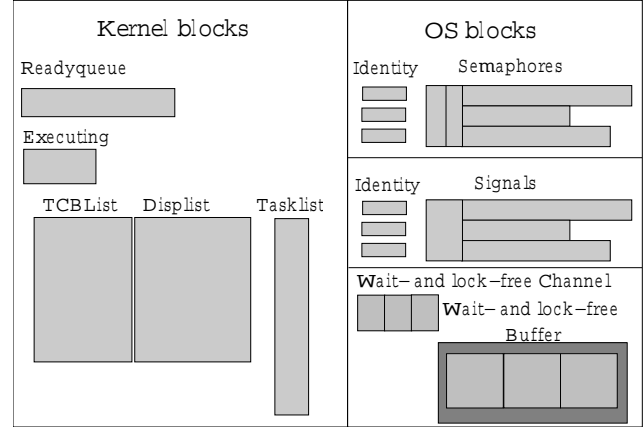 Kernel blocks
Readyqueue
Executing
TCBList Displist Tasklist
OS blocks
Identity Semaphores
Identity Signals
Wait−and lock−free Channel
Wait−and lock−free
Buffer